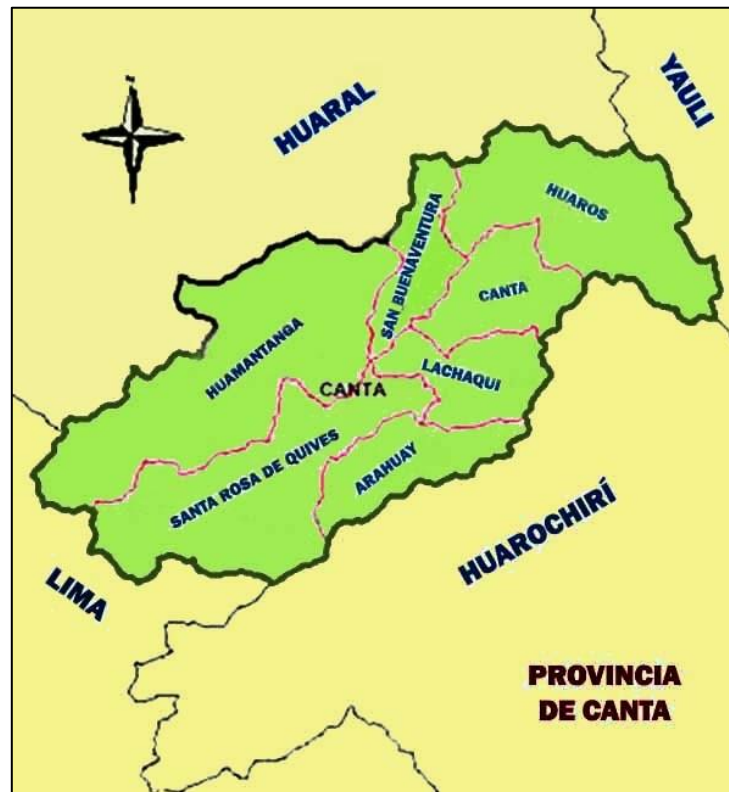 N
YAULI
HUARAL
HUAROS
SAN BUENAVENTURA
CANTA
HUAMANTANGA
LACHAQUI
CANTA
SANTA ROSA DE QUIVES
ARAHUAY
HUAROCHIRÍ
LIMA
PROVINCIA
DE CANTA